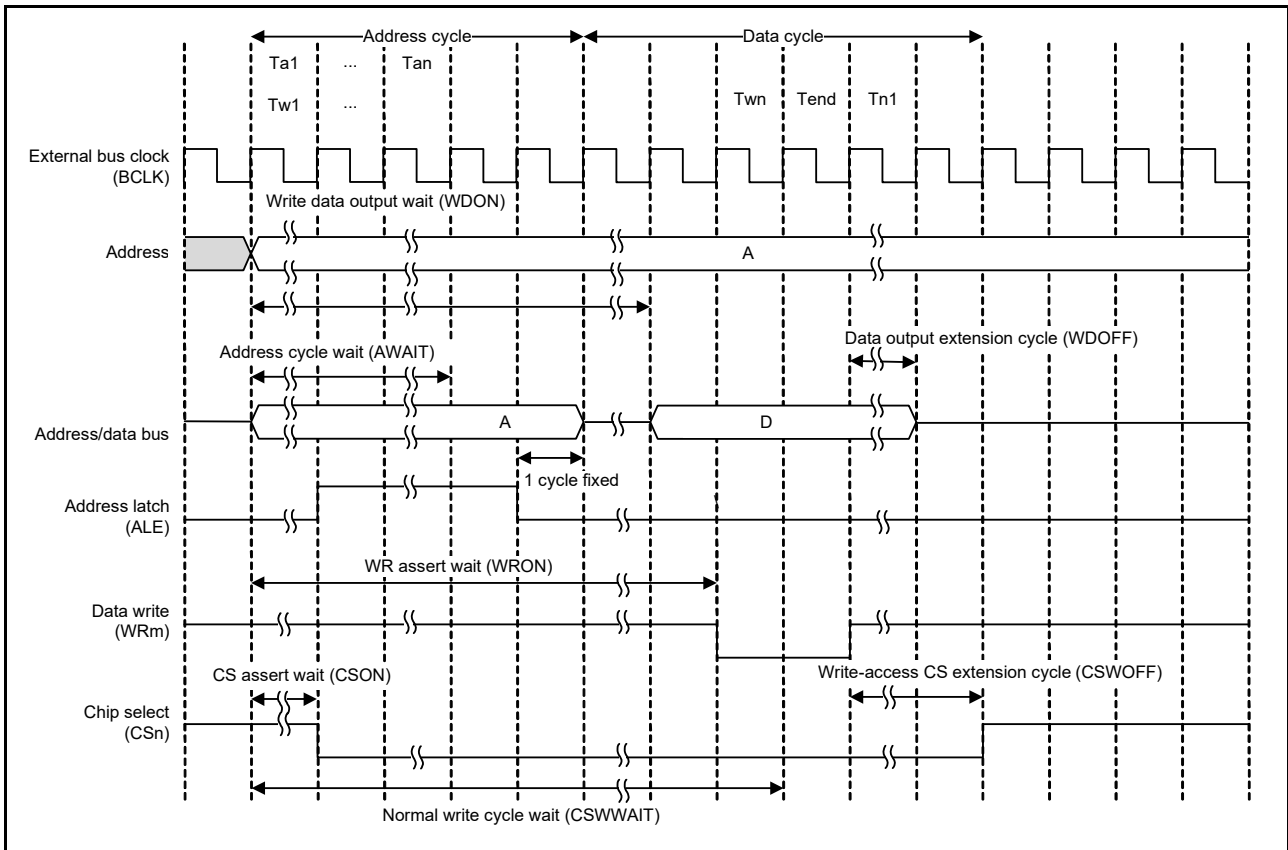 Address cycle
Data cycle
Ta1 ... Tan
Tw1 ... Twn Tend Tn1
External bus clock
(BCLK)
Write data output wait (WDON)
Address
A
Data output extension cycle (WDOFF)
Address cycle wait (AWAIT)
Address/data bus
A
D
1 cycle fixed
Address latch
(ALE)
WR assert wait (WRON)
Data write
(WRm)
CS assert wait (CSON)
Write-access CS extension cycle (CSWOFF)
Chip select
(CSn)
Normal write cycle wait (CSWWAIT)